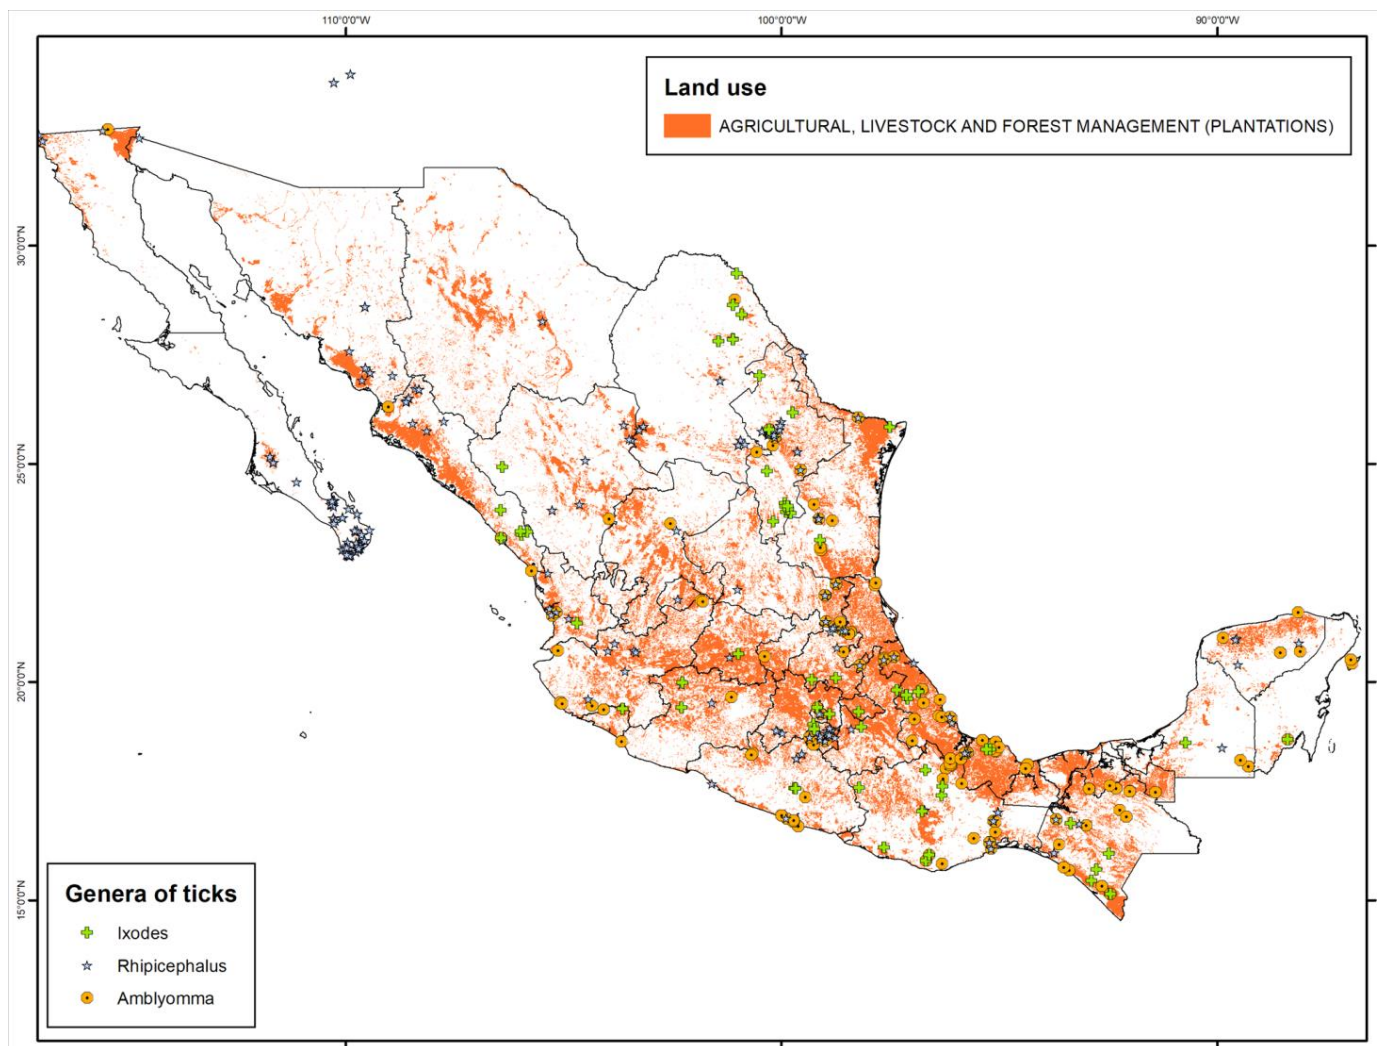 110°0'0"W
100°0'0"W
90°0'0"W
Land use
AGRICULTURAL, LIVESTOCK AND FOREST MANAGEMENT (PLANTATIONS)
30°0'0"N
25°0'0"N
20°0'0"N
15°0'0"N
Genera of ticks
Ixodes
Rhipicephalus
Amblyomma